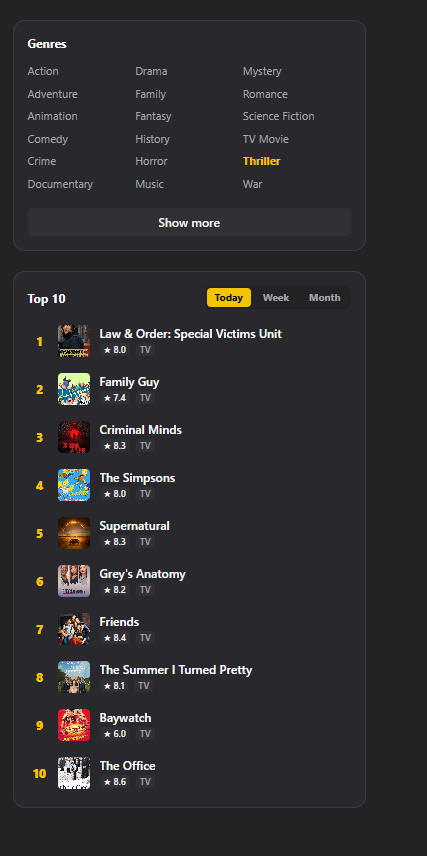 Genres
Action Drama Mystery
Adventure Family Romance
Animation Fantasy Science Fiction
Comedy History TV Movie
Crime Horror Thriller
Documentary Music War
Show more
Top 10 Today Week Month
1 Law & Order: Special Victims Unit
★ 8.0 TV
2 Family Guy
★ 7.4 TV
3 Criminal Minds
★ 8.3 TV
4 The Simpsons
★ 8.0 TV
5 Supernatural
★ 8.3 TV
6 Grey's Anatomy
★ 8.2 TV
7 Friends
★ 8.4 TV
8 The Summer I Turned Pretty
★ 8.1 TV
9 Baywatch
★ 6.0 TV
10 The Office
★ 8.6 TV